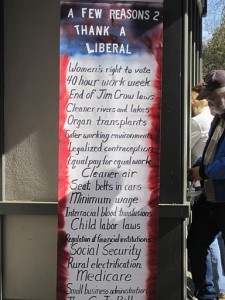 A FEW REASONS 2
THANK A
LIBERAL
Women's right to vote
40 hour work week
End of Jim Crow laws
Cleaner rivers and lakes
Organ transplants
Safer working environments
Legalized contraception
Equal pay for equal work
Cleaner air
Seat belts in cars
Minimum wage
Interracial blood transfusions
Child labor laws
Regulation of financial institutions
Social Security
Rural electrification
Medicare
Small business administration
The G.I. Bill